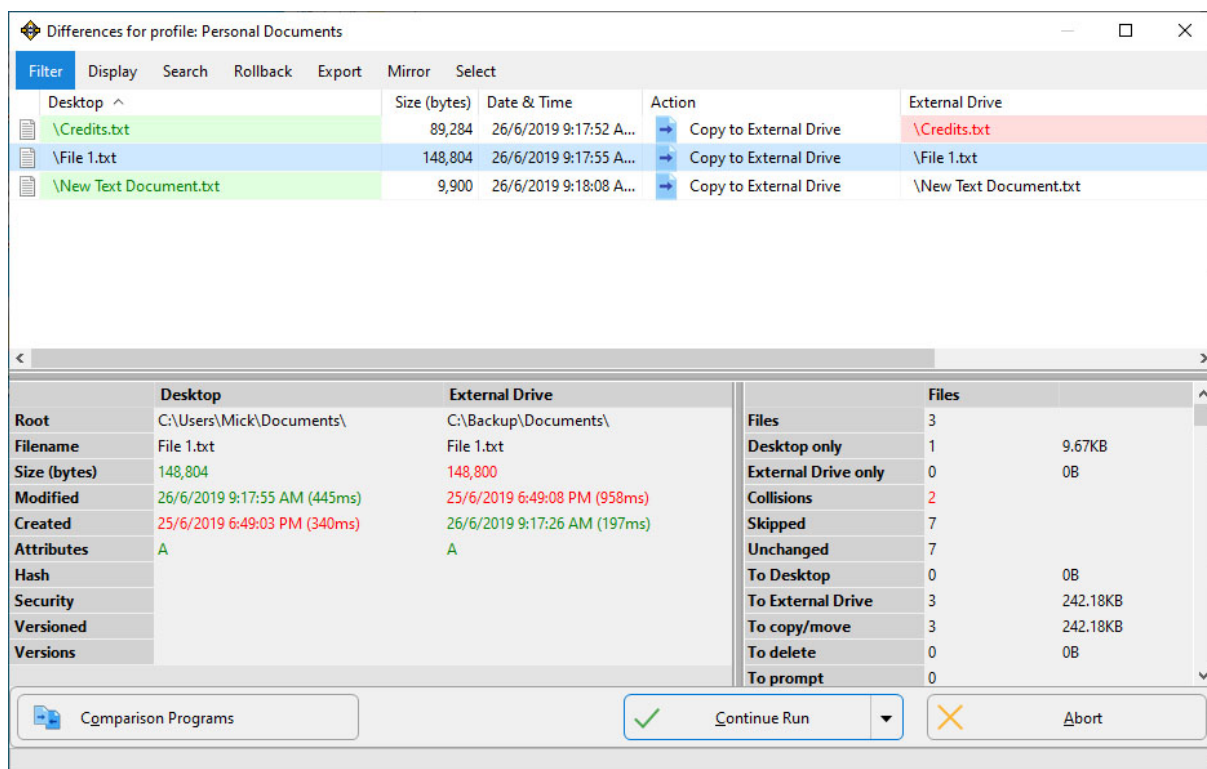 Differences for profile: Personal Documents
Filter Display Search Rollback Export Mirror Select
Desktop Size (bytes) Date & Time Action External Drive
\Credits.txt 89,284 26/6/2019 9:17:52 A... Copy to External Drive \Credits.txt
\File 1.txt 148,804 26/6/2019 9:17:55 A... Copy to External Drive \File 1.txt
\New Text Document.txt 9,900 26/6/2019 9:18:08 A... Copy to External Drive \New Text Document.txt
Desktop External Drive
Root C:\Users\Mick\Documents\ C:\Backup\Documents\
Filename File 1.txt File 1.txt
Size (bytes) 148,804 148,800
Modified 26/6/2019 9:17:55 AM (445ms) 25/6/2019 6:49:08 PM (958ms)
Created 25/6/2019 6:49:03 PM (340ms) 26/6/2019 9:17:26 AM (197ms)
Attributes A A
Hash
Security
Versioned
Versions
Files
Files 3
Desktop only 1 9.67KB
External Drive only 0 0B
Collisions 2
Skipped 7
Unchanged 7
To Desktop 0 0B
To External Drive 3 242.18KB
To copy/move 3 242.18KB
To delete 0 0B
To prompt 0
Comparison Programs Continue Run Abort